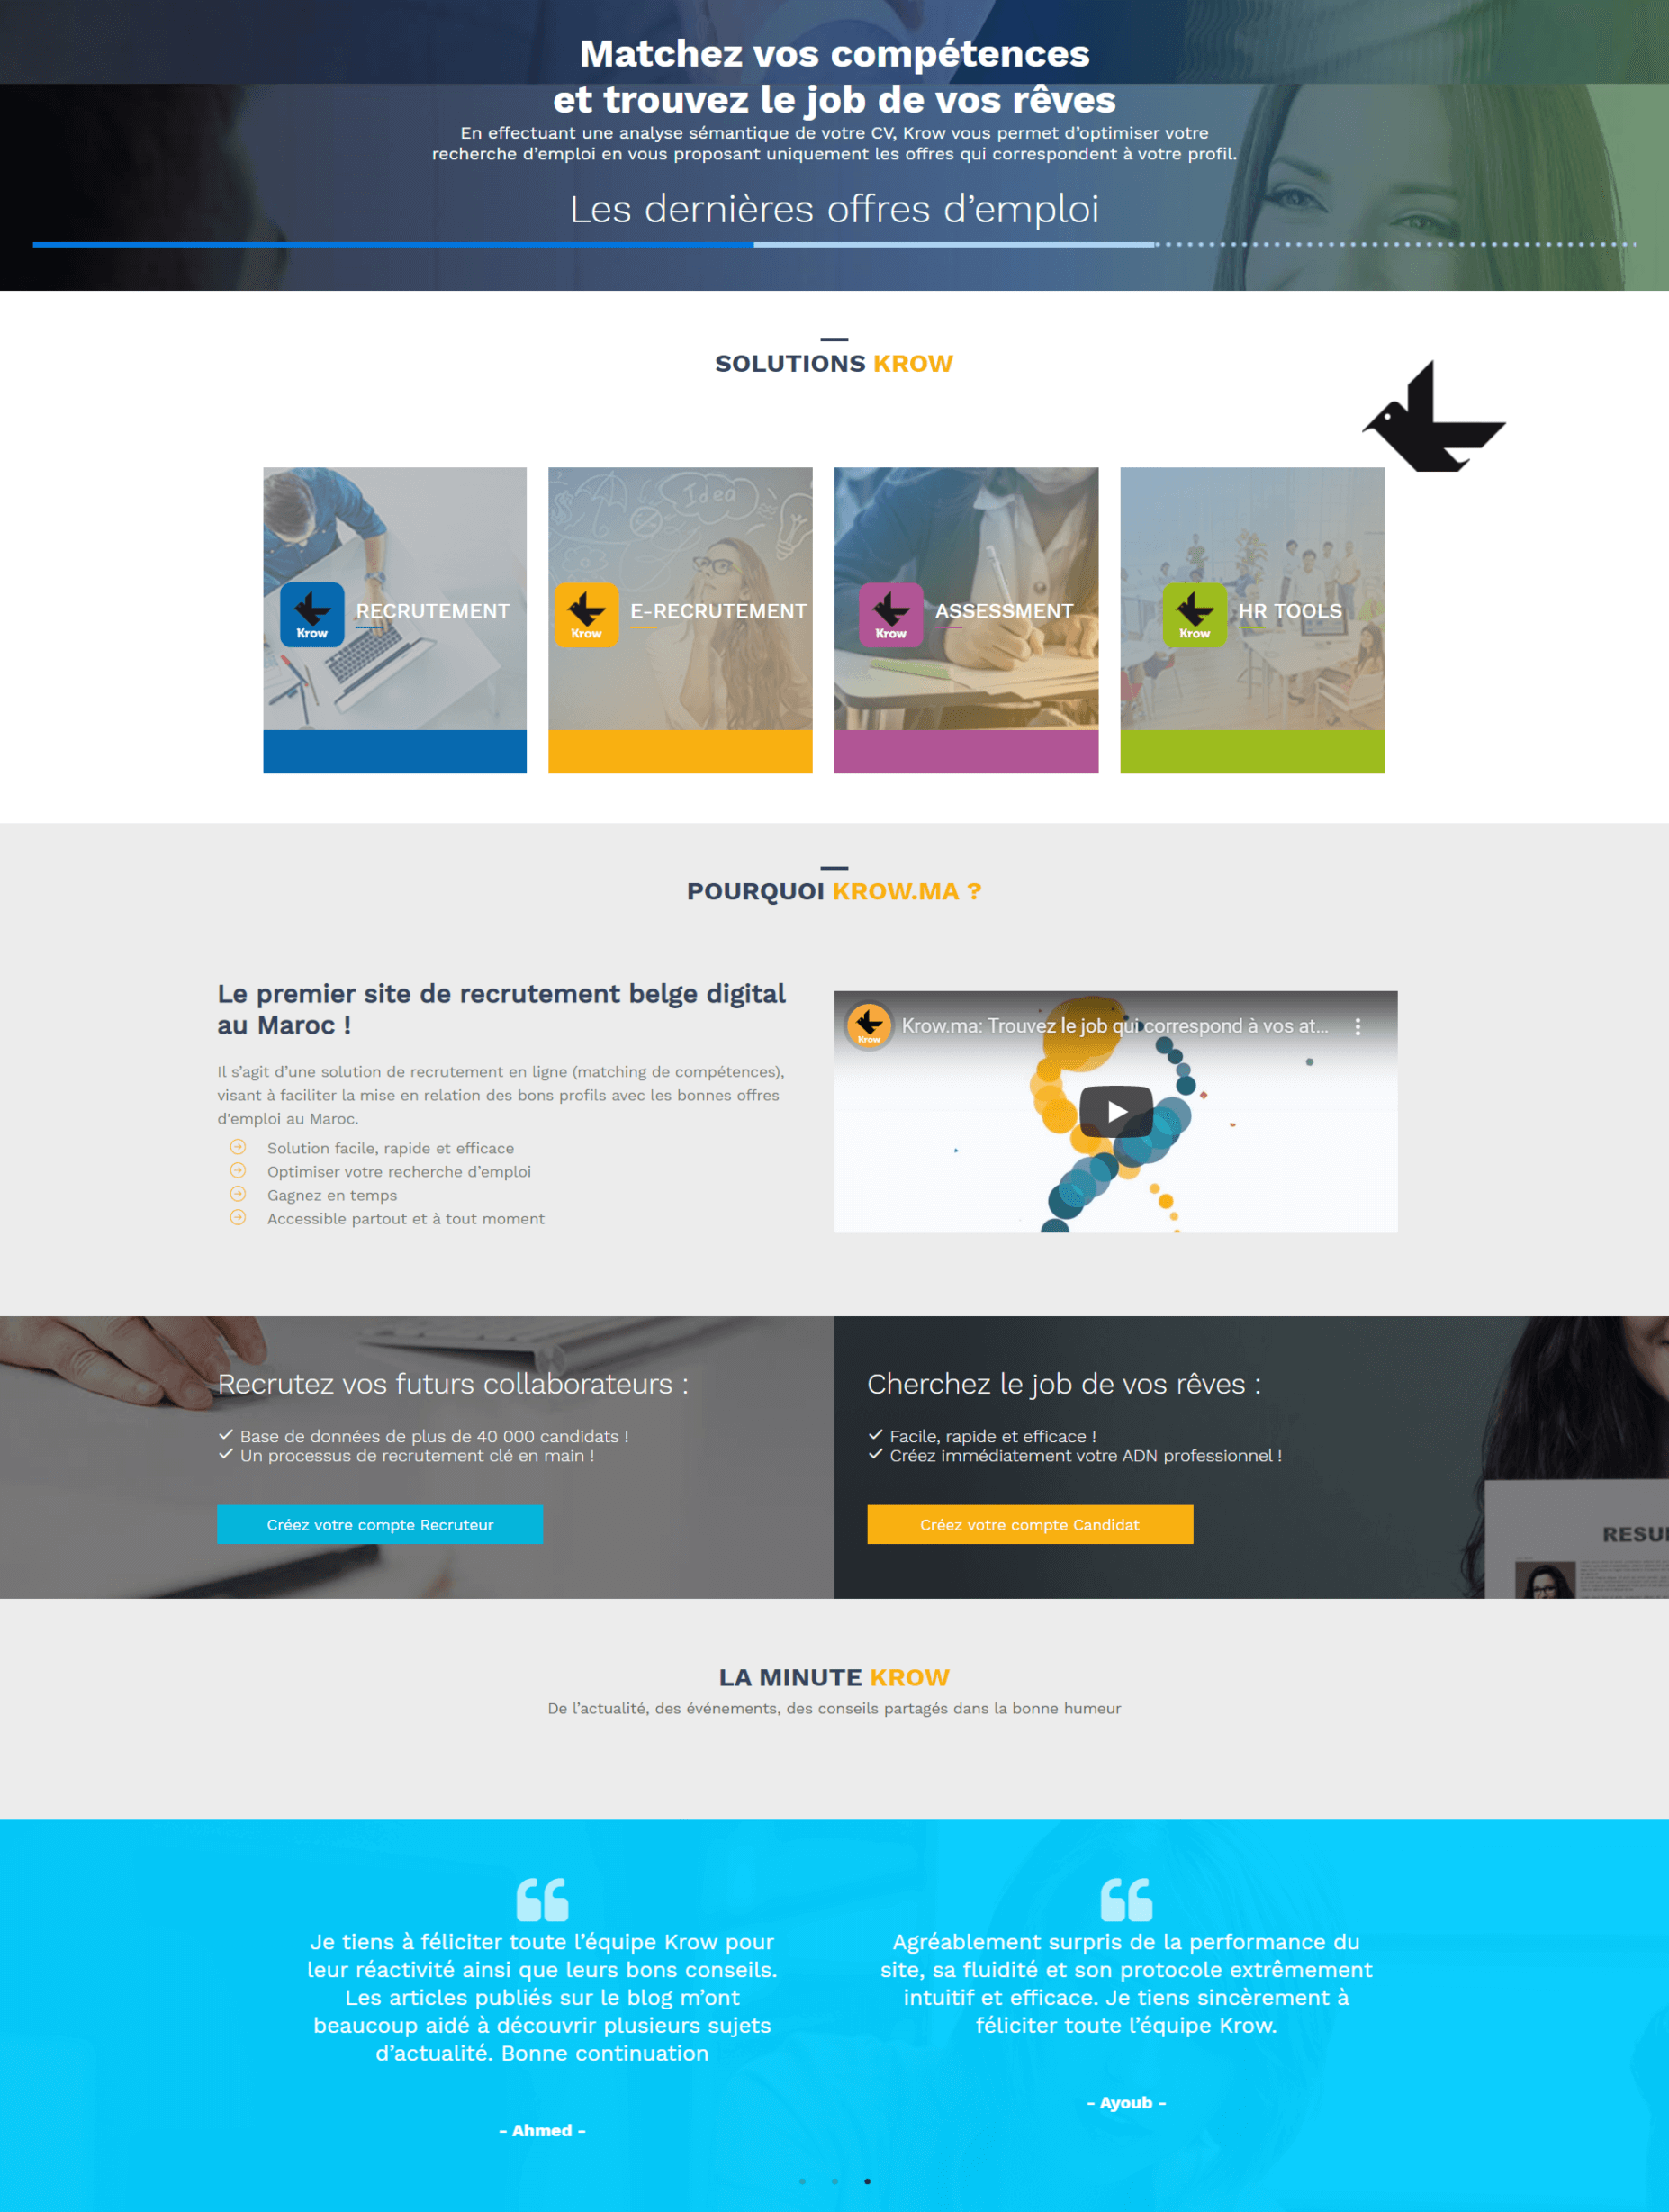 Matchez vos compétences
et trouvez le job de vos rêves
En effectuant une analyse sémantique de votre CV, Krow vous permet d’optimiser votre
recherche d’emploi en vous proposant uniquement les offres qui correspondent à votre profil.
Les dernières offres d’emploi
SOLUTIONS KROW
Idea
Krow
RECRUTEMENT
Krow
E-RECRUTEMENT
Krow
ASSESSMENT
Krow
HR TOOLS
POURQUOI KROW.MA ?
Le premier site de recrutement belge digital
au Maroc !
Il s’agit d’une solution de recrutement en ligne (matching de compétences),
visant à faciliter la mise en relation des bons profils avec les bonnes offres
d'emploi au Maroc.
Solution facile, rapide et efficace
Optimiser votre recherche d’emploi
Gagnez en temps
Accessible partout et à tout moment
Krow
Krow.ma: Trouvez le job qui correspond à vos at...
Recrutez vos futurs collaborateurs :
Base de données de plus de 40 000 candidats !
Un processus de recrutement clé en main !
Créez votre compte Recruteur
Cherchez le job de vos rêves :
Facile, rapide et efficace !
Créez immédiatement votre ADN professionnel !
Créez votre compte Candidat
RESU
LA MINUTE KROW
De l’actualité, des événements, des conseils partagés dans la bonne humeur
Je tiens à féliciter toute l’équipe Krow pour
leur réactivité ainsi que leurs bons conseils.
Les articles publiés sur le blog m’ont
beaucoup aidé à découvrir plusieurs sujets
d’actualité. Bonne continuation
- Ahmed -
Agréablement surpris de la performance du
site, sa fluidité et son protocole extrêmement
intuitif et efficace. Je tiens sincèrement à
féliciter toute l’équipe Krow.
- Ayoub -